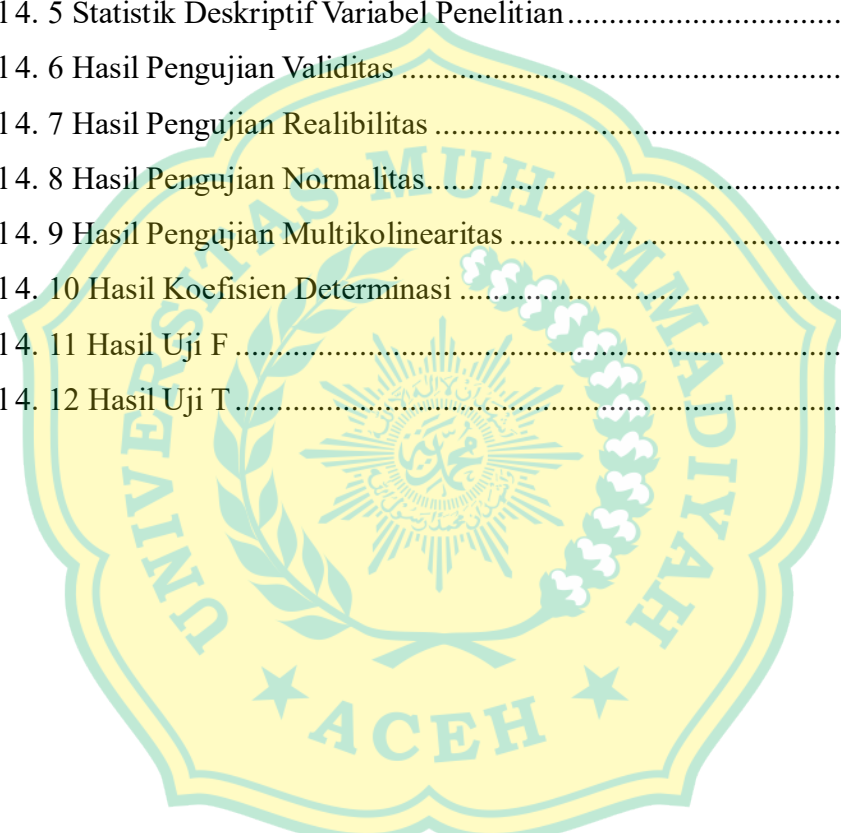 l 4. 5 Statistik Deskriptif Variabel Penelitian........................................
l 4. 6 Hasil Pengujian Validitas ................................................................
l 4. 7 Hasil Pengujian Realibilitas ...........................................................
l 4. 8 Hasil Pengujian Normalitas............................................................
l 4. 9 Hasil Pengujian Multikolinearitas ................................................
l 4. 10 Hasil Koefisien Determinasi .......................................................
l 4. 11 Hasil Uji F ....................................................................................
l 4. 12 Hasil Uji T....................................................................................
UNIVERSITAS MUHAMMADIYAH
ACEH